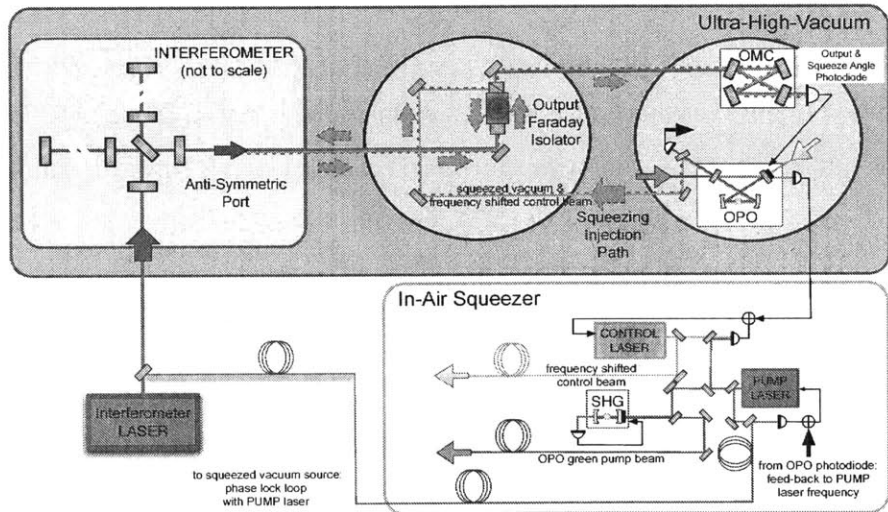 Ultra-High-Vacuum
INTERFEROMETER
(not to scale)
OMC
Output &
Squeeze Angle
Photodiode
Output
Faraday
Isolator
Anti-Symmetric
Port
squeezed vacuum &
frequency shifted control beam
Squeezing
Injection
Path
OPO
In-Air Squeezer
CONTROL
LASER
frequency shifted
control beam
PUMP
LASER
SHG
Interferometer
LASER
OPO green pump beam
to squeezed vacuum source:
phase lock loop
with PUMP laser
from OPO photodiode:
feed-back to PUMP
laser frequency